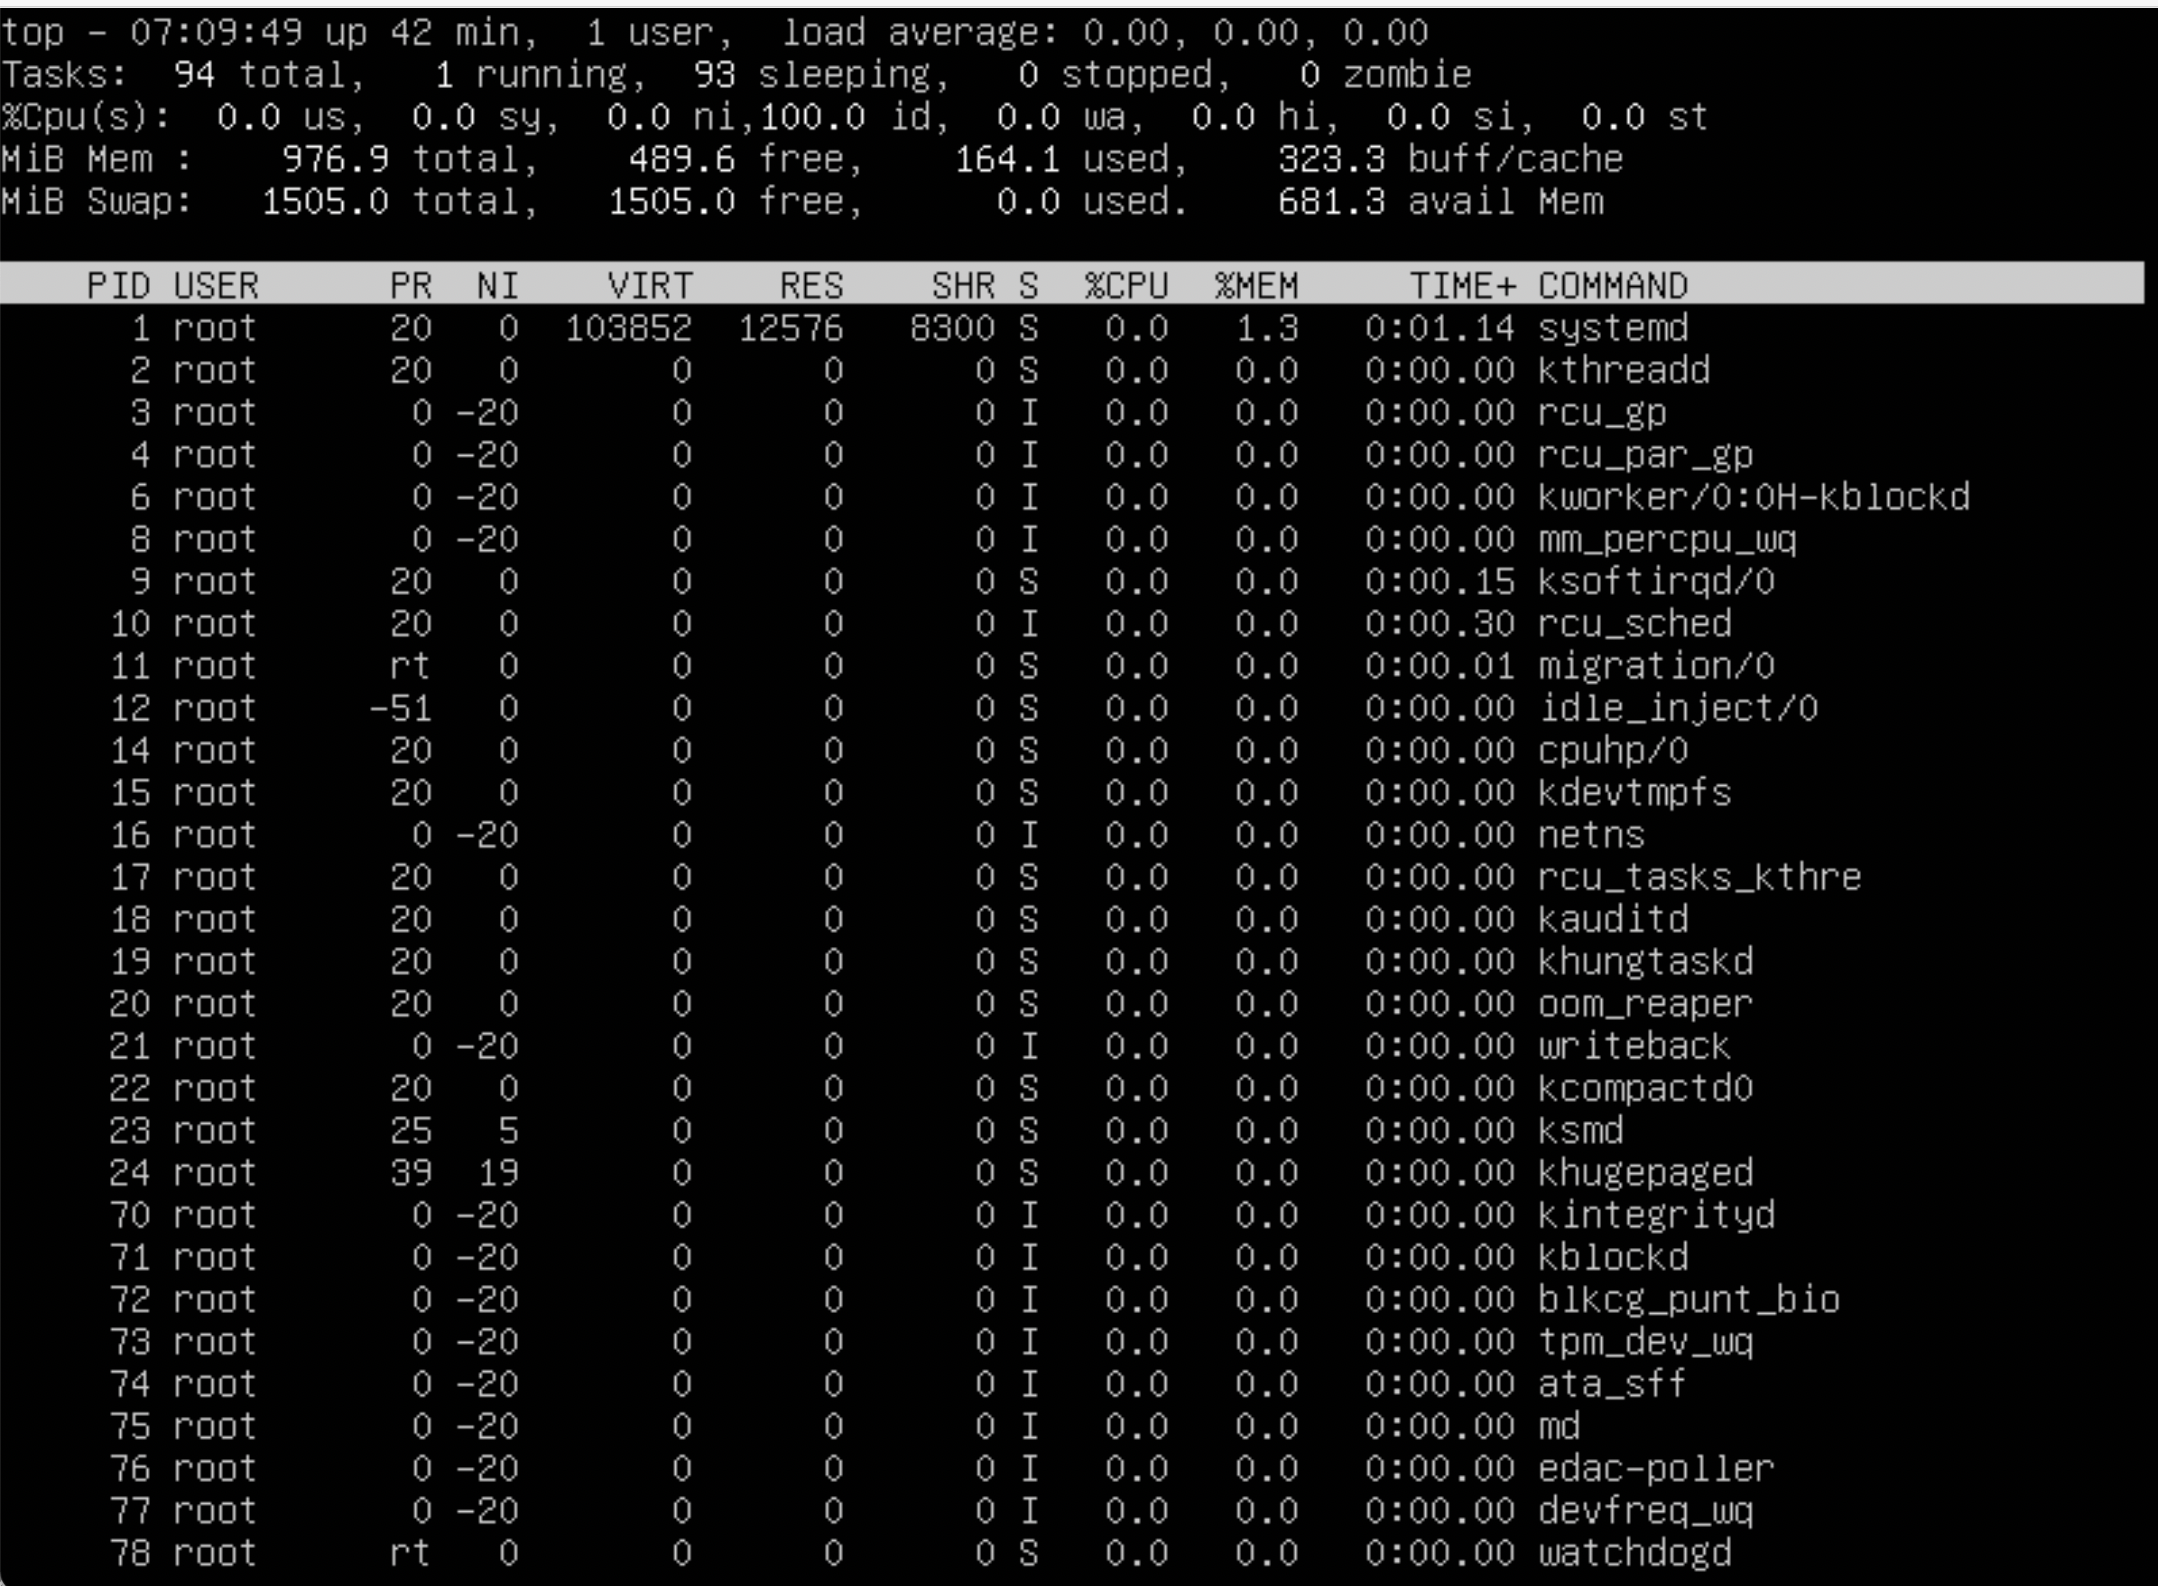 top - 07:09:49 up 42 min,  1 user,  load average: 0.00, 0.00, 0.00
Tasks:  94 total,   1 running,  93 sleeping,   0 stopped,   0 zombie
%Cpu(s):  0.0 us,  0.0 sy,  0.0 ni,100.0 id,  0.0 wa,  0.0 hi,  0.0 si,  0.0 st
MiB Mem :    976.9 total,    489.6 free,    164.1 used,    323.3 buff/cache
MiB Swap:   1505.0 total,   1505.0 free,      0.0 used.    681.3 avail Mem
PID USER PR NI VIRT RES SHR S %CPU %MEM TIME+ COMMAND
1 root 20 0 103852 12576 8300 S 0.0 1.3 0:01.14 systemd
2 root 20 0 0 0 0 S 0.0 0.0 0:00.00 kthreadd
3 root 0 -20 0 0 0 I 0.0 0.0 0:00.00 rcu_gp
4 root 0 -20 0 0 0 I 0.0 0.0 0:00.00 rcu_par_gp
6 root 0 -20 0 0 0 I 0.0 0.0 0:00.00 kworker/0:0H-kblockd
8 root 0 -20 0 0 0 I 0.0 0.0 0:00.00 mm_percpu_wq
9 root 20 0 0 0 0 S 0.0 0.0 0:00.15 ksoftirqd/0
10 root 20 0 0 0 0 I 0.0 0.0 0:00.30 rcu_sched
11 root rt 0 0 0 0 S 0.0 0.0 0:00.01 migration/0
12 root -51 0 0 0 0 S 0.0 0.0 0:00.00 idle_inject/0
14 root 20 0 0 0 0 S 0.0 0.0 0:00.00 cpuhp/0
15 root 20 0 0 0 0 S 0.0 0.0 0:00.00 kdevtmpfs
16 root 0 -20 0 0 0 I 0.0 0.0 0:00.00 netns
17 root 20 0 0 0 0 S 0.0 0.0 0:00.00 rcu_tasks_kthre
18 root 20 0 0 0 0 S 0.0 0.0 0:00.00 kauditd
19 root 20 0 0 0 0 S 0.0 0.0 0:00.00 khungtaskd
20 root 20 0 0 0 0 S 0.0 0.0 0:00.00 oom_reaper
21 root 0 -20 0 0 0 I 0.0 0.0 0:00.00 writeback
22 root 20 0 0 0 0 S 0.0 0.0 0:00.00 kcompactd0
23 root 25 5 0 0 0 S 0.0 0.0 0:00.00 ksmd
24 root 39 19 0 0 0 S 0.0 0.0 0:00.00 khugepaged
70 root 0 -20 0 0 0 I 0.0 0.0 0:00.00 kintegrityd
71 root 0 -20 0 0 0 I 0.0 0.0 0:00.00 kblockd
72 root 0 -20 0 0 0 I 0.0 0.0 0:00.00 blkcg_punt_bio
73 root 0 -20 0 0 0 I 0.0 0.0 0:00.00 tpm_dev_wq
74 root 0 -20 0 0 0 I 0.0 0.0 0:00.00 ata_sff
75 root 0 -20 0 0 0 I 0.0 0.0 0:00.00 md
76 root 0 -20 0 0 0 I 0.0 0.0 0:00.00 edac-poller
77 root 0 -20 0 0 0 I 0.0 0.0 0:00.00 devfreq_wq
78 root rt 0 0 0 0 S 0.0 0.0 0:00.00 watchdogd